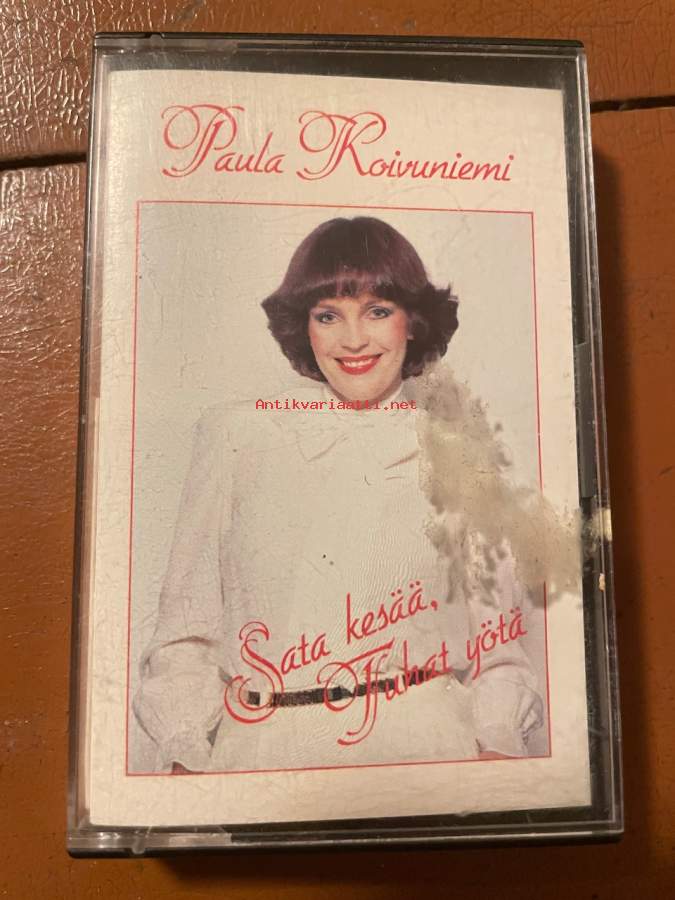 Paula Koivuniemi
Antikvariaatti.net
Sata kesää,
Tuhat yötä